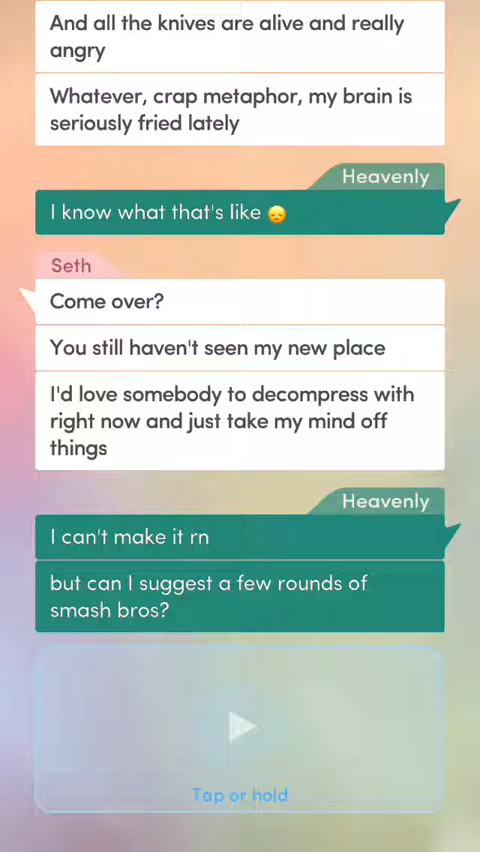 And all the knives are alive and really
angry
Whatever, crap metaphor, my brain is
seriously fried lately
Heavenly
I know what that's like 😞
Seth
Come over?
You still haven't seen my new place
I'd love somebody to decompress with
right now and just take my mind off
things
Heavenly
I can't make it rn
but can I suggest a few rounds of
smash bros?
Tap or hold